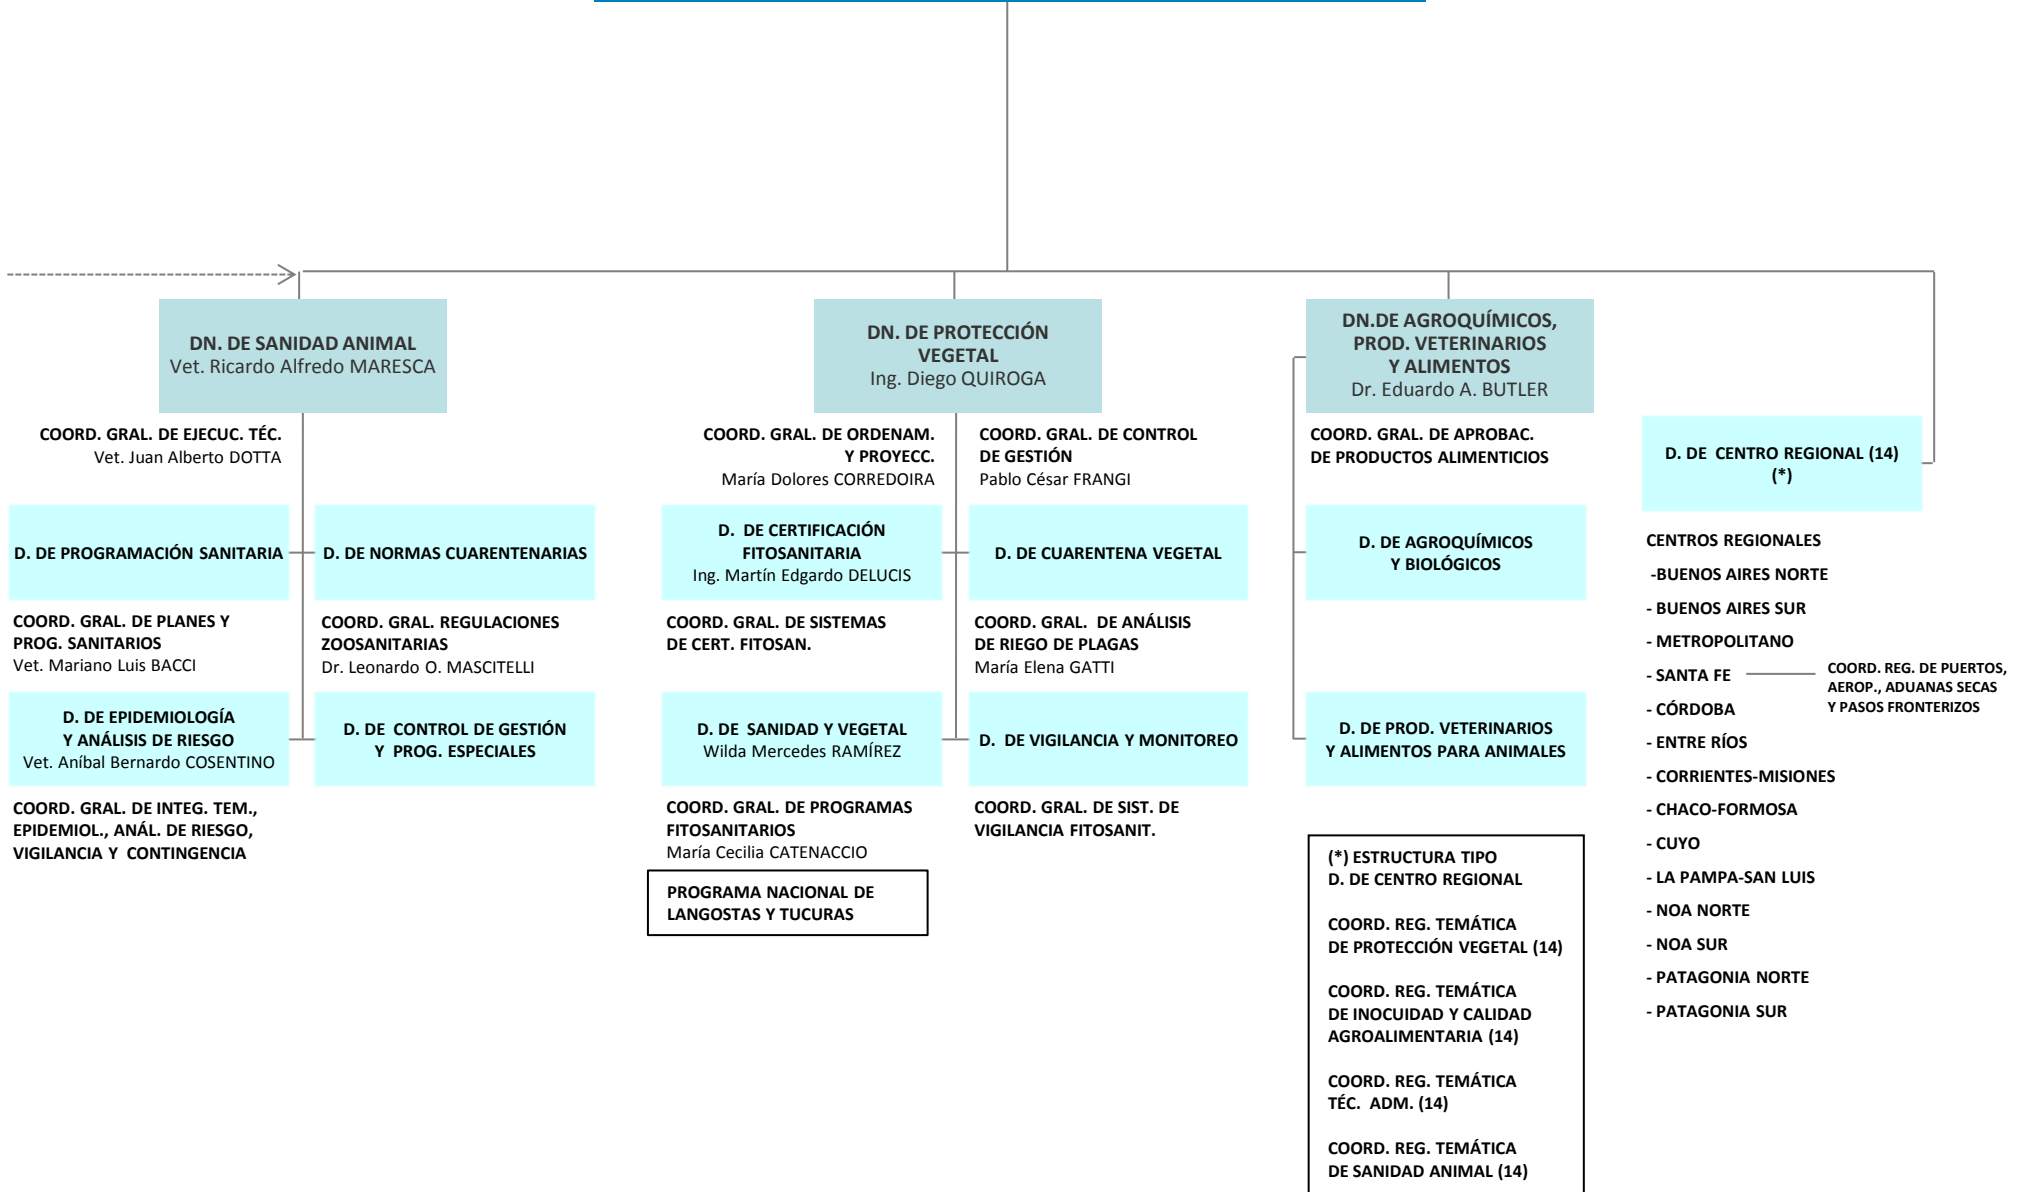 DN. DE SANIDAD ANIMAL
Vet. Ricardo Alfredo MARESCA
COORD. GRAL. DE EJECUC. TÉC.
Vet. Juan Alberto DOTTA
D. DE PROGRAMACIÓN SANITARIA
D. DE NORMAS CUARENTENARIAS
COORD. GRAL. DE PLANES Y
PROG. SANITARIOS
Vet. Mariano Luis BACCI
COORD. GRAL. REGULACIONES
ZOOSANITARIAS
Dr. Leonardo O. MASCITELLI
D. DE EPIDEMIOLOGÍA
Y ANÁLISIS DE RIESGO
Vet. Aníbal Bernardo COSENTINO
D. DE CONTROL DE GESTIÓN
Y PROG. ESPECIALES
COORD. GRAL. DE INTEG. TEM.,
EPIDEMIOL., ANÁL. DE RIESGO,
VIGILANCIA Y CONTINGENCIA
DN. DE PROTECCIÓN
VEGETAL
Ing. Diego QUIROGA
COORD. GRAL. DE ORDENAM.
Y PROYECC.
María Dolores CORREDOIRA
COORD. GRAL. DE CONTROL
DE GESTIÓN
Pablo César FRANGI
D. DE CERTIFICACIÓN
FITOSANITARIA
Ing. Martín Edgardo DELUCIS
D. DE CUARENTENA VEGETAL
COORD. GRAL. DE SISTEMAS
DE CERT. FITOSAN.
COORD. GRAL. DE ANÁLISIS
DE RIEGO DE PLAGAS
María Elena GATTI
D. DE SANIDAD Y VEGETAL
Wilda Mercedes RAMÍREZ
D. DE VIGILANCIA Y MONITOREO
COORD. GRAL. DE PROGRAMAS
FITOSANITARIOS
María Cecilia CATENACCIO
COORD. GRAL. DE SIST. DE
VIGILANCIA FITOSANIT.
PROGRAMA NACIONAL DE
LANGOSTAS Y TUCURAS
DN.DE AGROQUÍMICOS,
PROD. VETERINARIOS
Y ALIMENTOS
Dr. Eduardo A. BUTLER
COORD. GRAL. DE APROBAC.
DE PRODUCTOS ALIMENTICIOS
D. DE AGROQUÍMICOS
Y BIOLÓGICOS
D. DE PROD. VETERINARIOS
Y ALIMENTOS PARA ANIMALES
(*) ESTRUCTURA TIPO
D. DE CENTRO REGIONAL
COORD. REG. TEMÁTICA
DE PROTECCIÓN VEGETAL (14)
COORD. REG. TEMÁTICA
DE INOCUIDAD Y CALIDAD
AGROALIMENTARIA (14)
COORD. REG. TEMÁTICA
TÉC. ADM. (14)
COORD. REG. TEMÁTICA
DE SANIDAD ANIMAL (14)
D. DE CENTRO REGIONAL (14)
(*)
CENTROS REGIONALES
-BUENOS AIRES NORTE
- BUENOS AIRES SUR
- METROPOLITANO
- SANTA FE
COORD. REG. DE PUERTOS,
AEROP., ADUANAS SECAS
Y PASOS FRONTERIZOS
- CÓRDOBA
- ENTRE RÍOS
- CORRIENTES-MISIONES
- CHACO-FORMOSA
- CUYO
- LA PAMPA-SAN LUIS
- NOA NORTE
- NOA SUR
- PATAGONIA NORTE
- PATAGONIA SUR